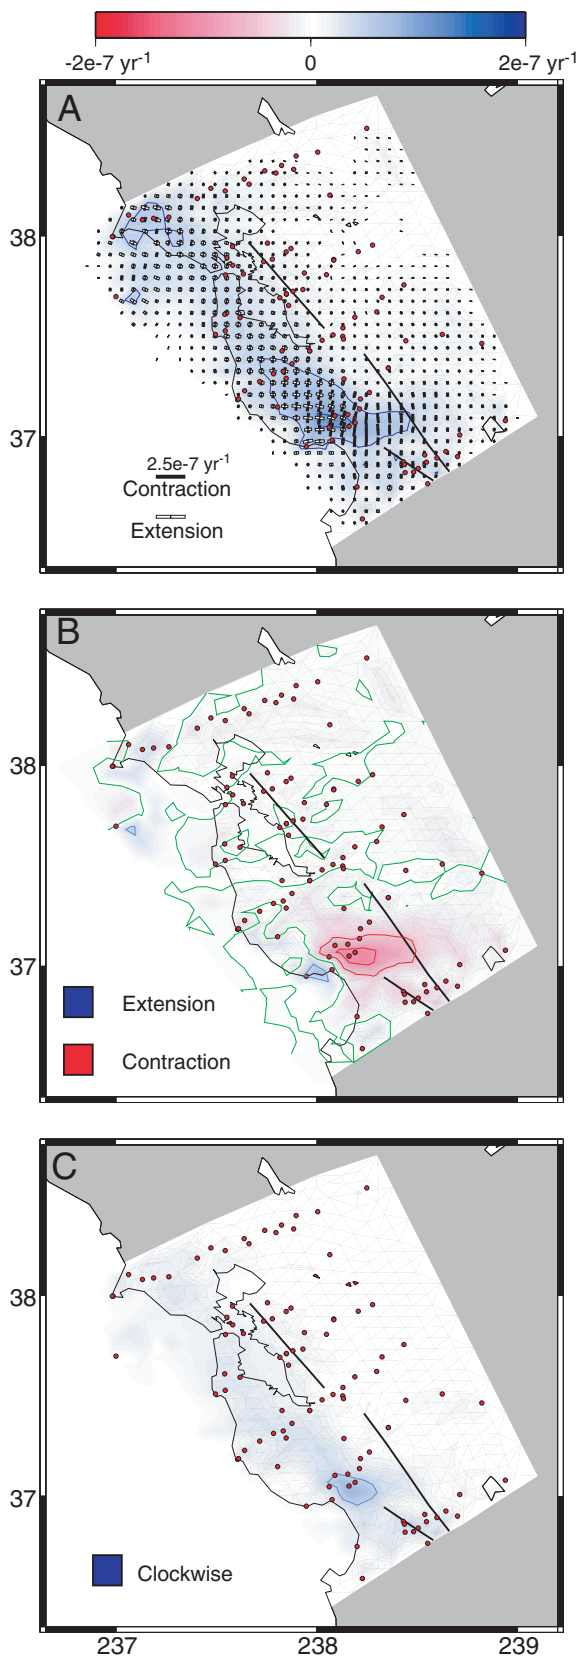 -2e-7 yr-1 0 2e-7 yr-1
A
38
37
2.5e-7 yr-1
Contraction
Extension
B
38
37
Extension
Contraction
C
38
37
Clockwise
237 238 239